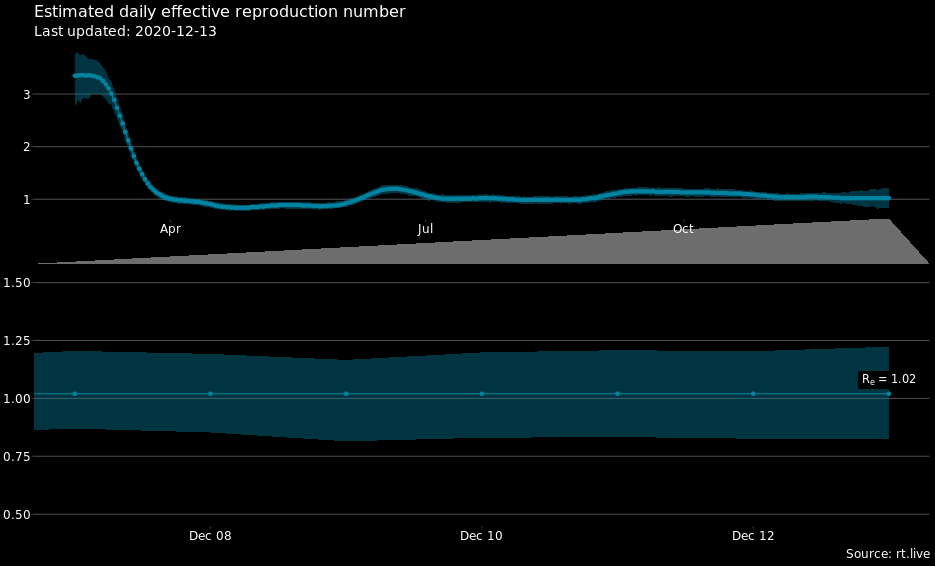 Estimated daily effective reproduction number
Last updated: 2020-12-13
3
2
1
Apr Jul Oct
1.50
1.25
Re = 1.02
1.00
0.75
0.50
Dec 08 Dec 10 Dec 12
Source: rt.live